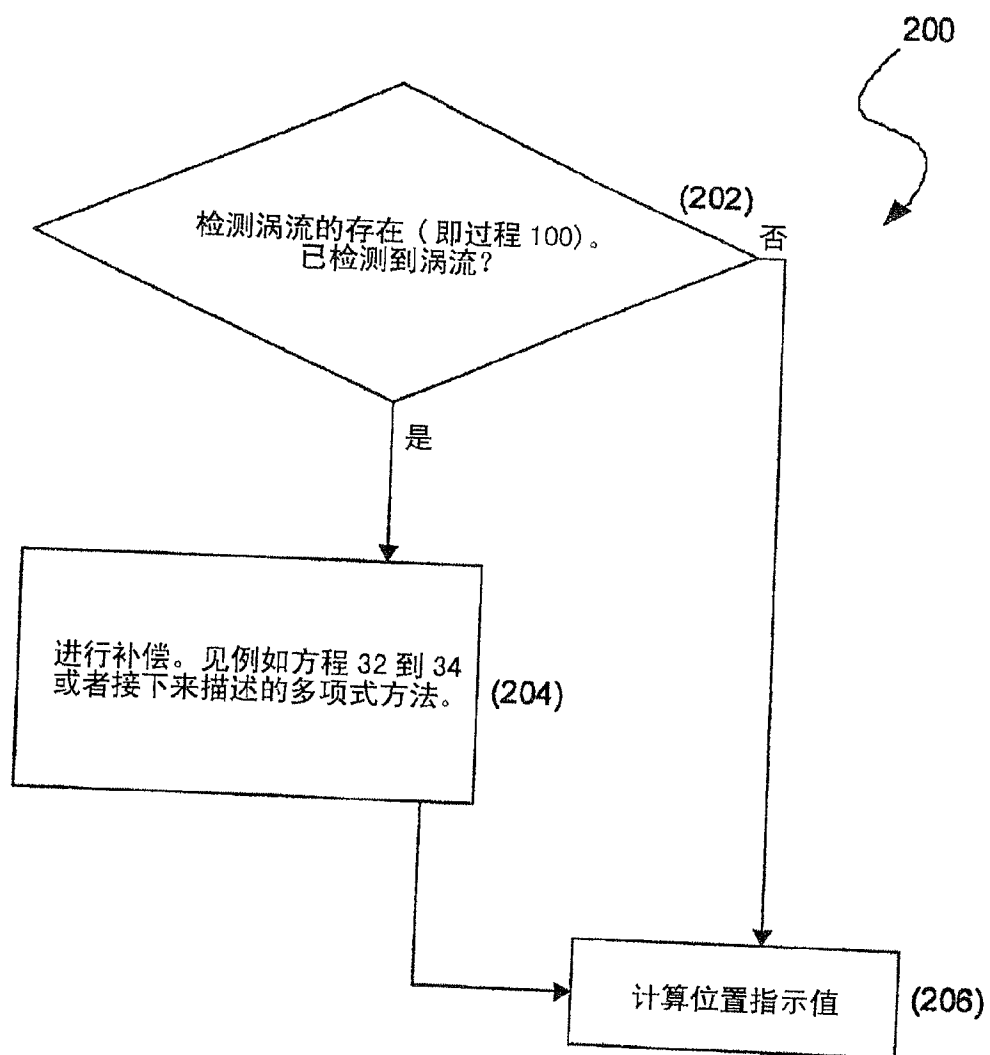 200
(202)
检测涡流的存在（即过程 100）。
已检测到涡流？
否
是
进行补偿。见例如方程 32 到 34
或者接下来描述的多项式方法。
(204)
计算位置指示值
(206)